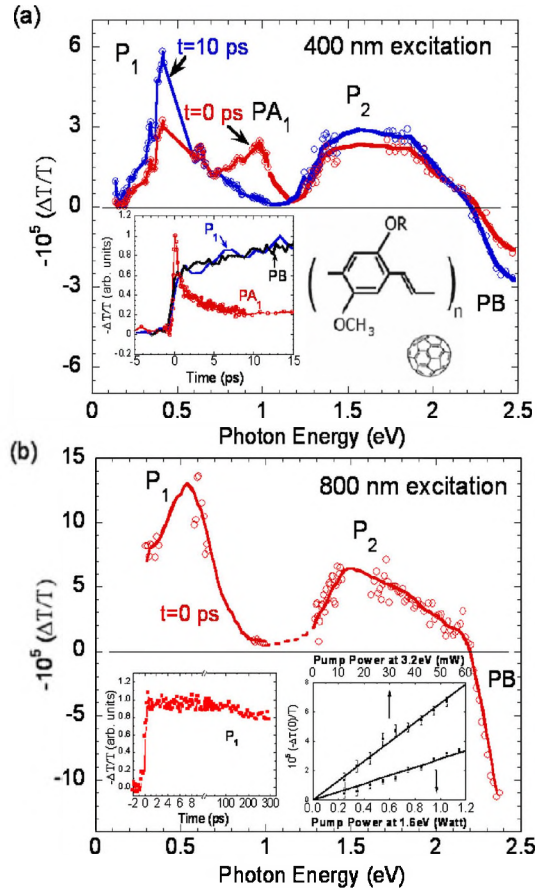 (a)
400 nm excitation
P1
t=10 ps
t=0 ps
PA1
P2
PB
-10^5 (ΔT/T)
6
3
0
-3
-6
-ΔT/T (arb. units)
1.0
0.8
0.6
0.4
0.2
0
-0.2
P1
PB
PA1
-5
0
5
10
15
Time (ps)
OR
OCH3
n
0
0.5
1
1.5
2
2.5
Photon Energy (eV)
(b)
800 nm excitation
P1
P2
t=0 ps
PB
-10^5 (ΔT/T)
15
10
5
0
-5
-10
-ΔT/T (arb. units)
1.0
0.8
0.6
0.4
0.2
0.0
P1
-2 0 2 4 6 8 100 200 300
Time (ps)
Pump Power at 3.2eV (mW)
0 10 20 30 40 50 60
10^5 (-ΔT(0)/T)
8
6
4
2
0
0.0 0.2 0.4 0.6 0.8 1.0 1.2
Pump Power at 1.6eV (Watt)
0
0.5
1
1.5
2
2.5
Photon Energy (eV)